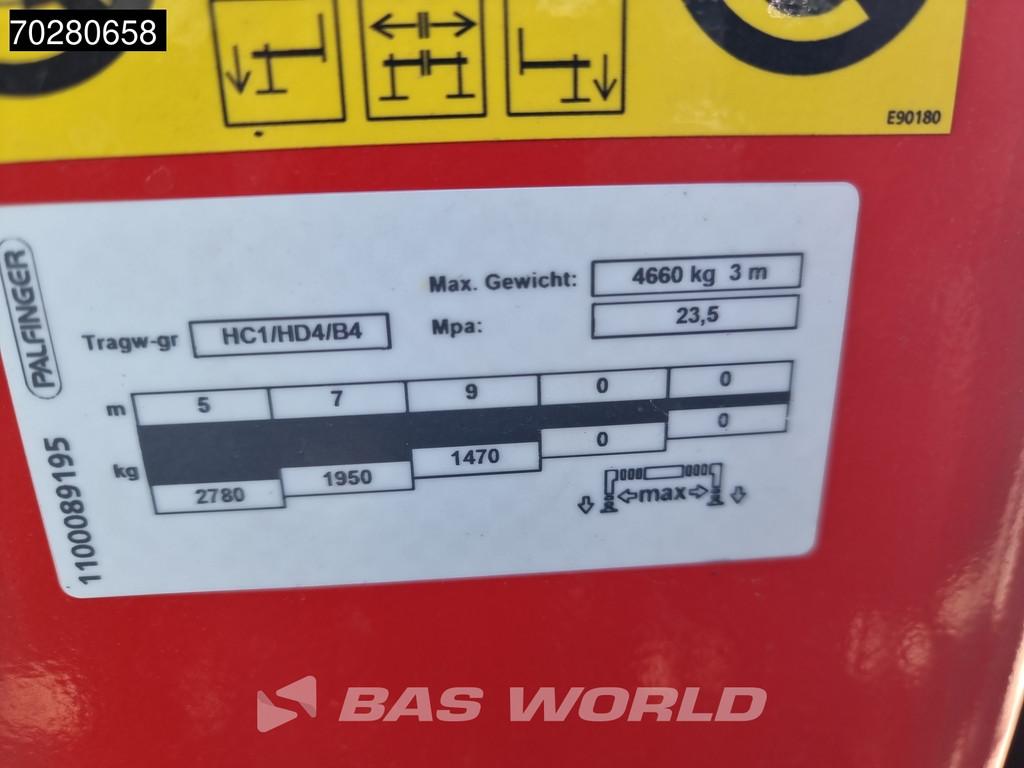 70280658
E90180
PALFINGER
Max. Gewicht: 4660 kg 3 m
Mpa: 23,5
Tragw-gr HC1/HD4/B4
m 5 7 9 0 0
kg 2780 1950 1470 0 0
max
1100089195
BAS WORLD